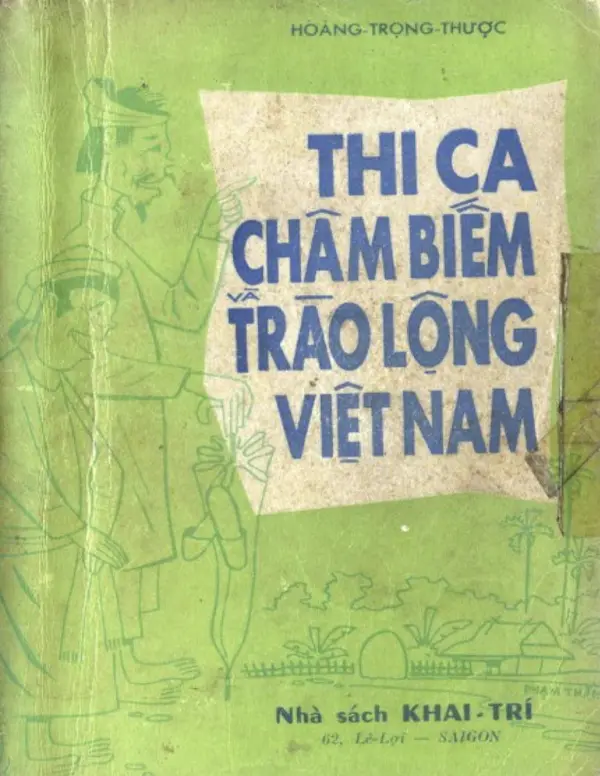 HOÀNG-TRỌNG-THƯỢC
THI CA
CHÂM BIẾM
VÀ
TRÀO LỘNG
VIỆT NAM
Nhà sách KHAI-TRÍ
62, Lê-Lợi — SAIGON